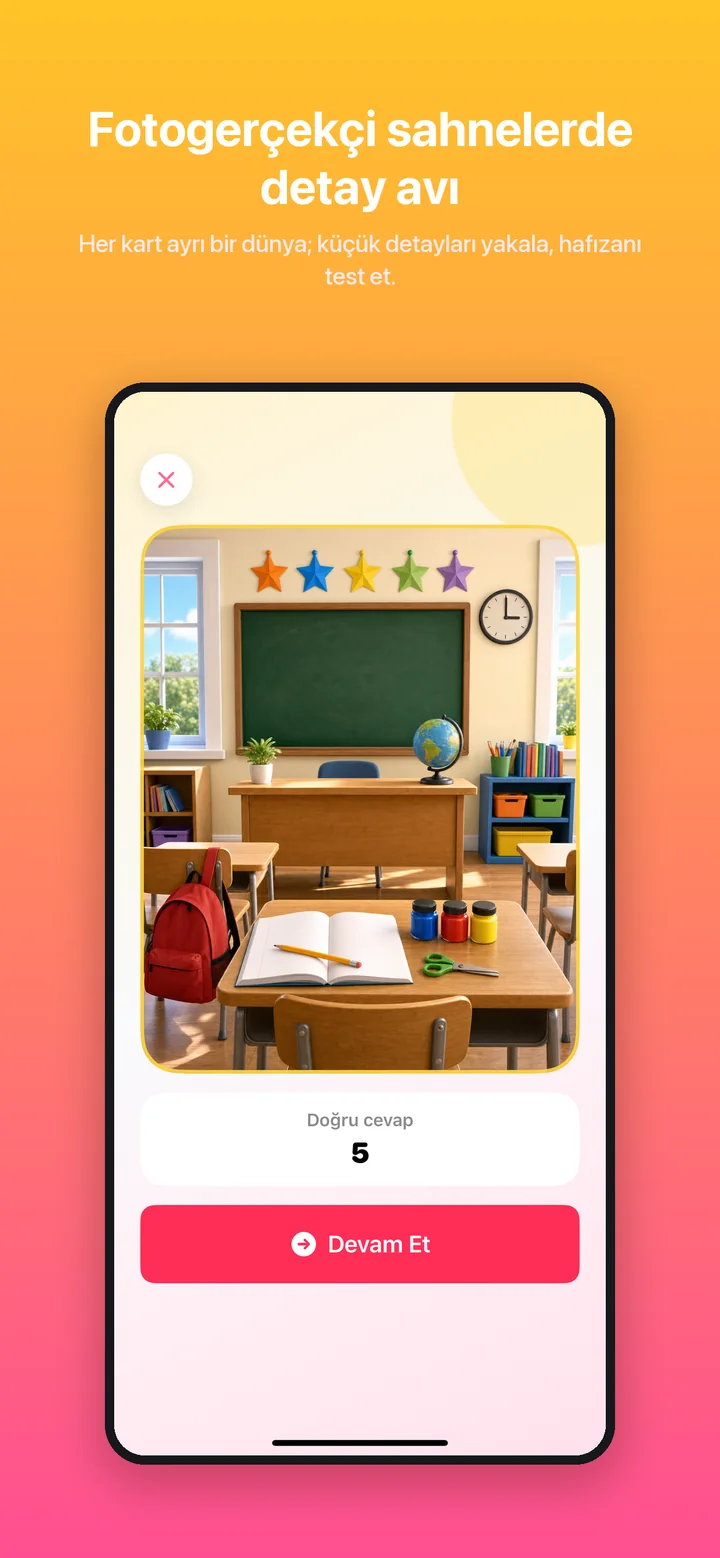 Fotogerçekçi sahnelerde
detay avı
Her kart ayrı bir dünya; küçük detayları yakala, hafızanı
test et.
Doğru cevap
5
Devam Et